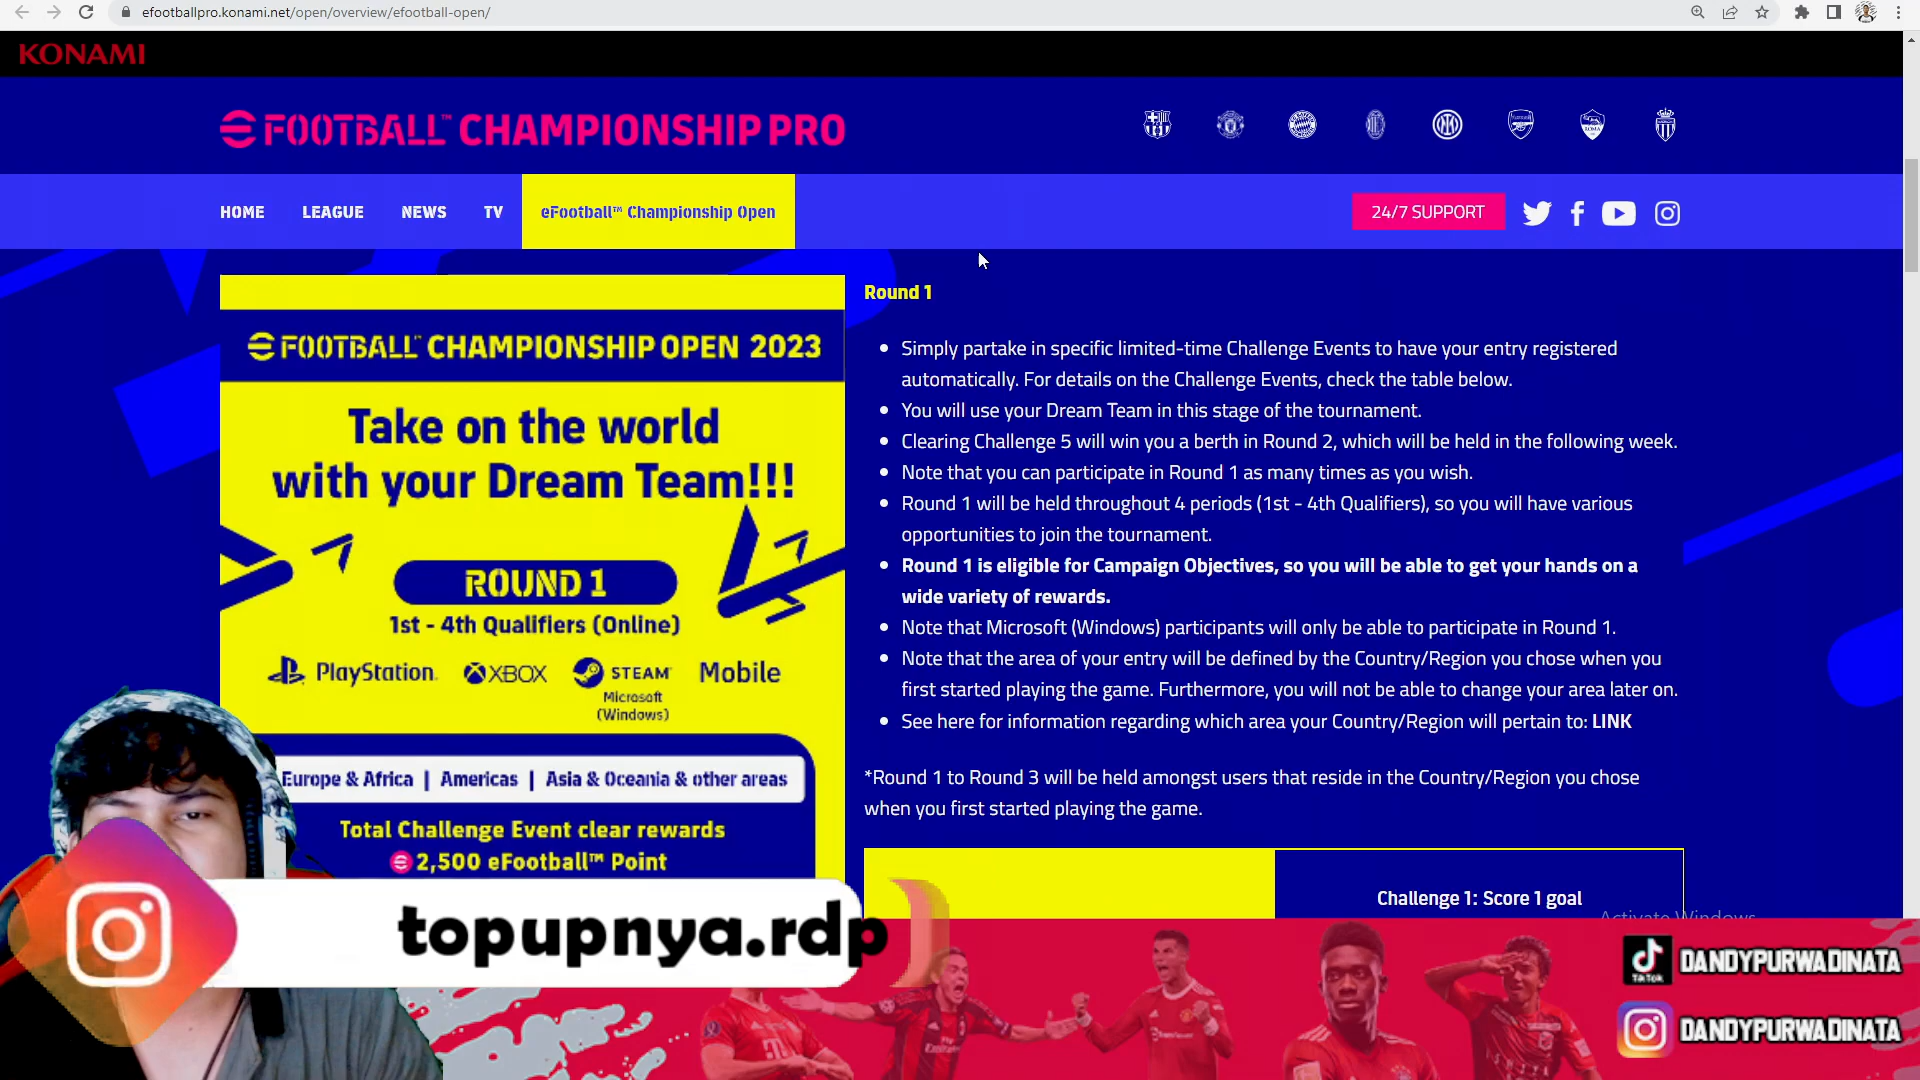 efootballpro.konami.net/open/overview/efootball-open/
KONAMI
FOOTBALL™ CHAMPIONSHIP PRO
HOME
LEAGUE
NEWS
TV
eFootball™ Championship Open
24/7 SUPPORT
FOOTBALL™ CHAMPIONSHIP OPEN 2023
Take on the world
with your Dream Team!!!
ROUND 1
1st - 4th Qualifiers (Online)
PlayStation
XBOX
STEAM
Mobile
Microsoft
(Windows)
Europe & Africa | Americas | Asia & Oceania & other areas
Total Challenge Event clear rewards
2,500 eFootball™ Point
Round 1
Simply partake in specific limited-time Challenge Events to have your entry registered
automatically. For details on the Challenge Events, check the table below.
You will use your Dream Team in this stage of the tournament.
Clearing Challenge 5 will win you a berth in Round 2, which will be held in the following week.
Note that you can participate in Round 1 as many times as you wish.
Round 1 will be held throughout 4 periods (1st - 4th Qualifiers), so you will have various
opportunities to join the tournament.
Round 1 is eligible for Campaign Objectives, so you will be able to get your hands on a
wide variety of rewards.
Note that Microsoft (Windows) participants will only be able to participate in Round 1.
Note that the area of your entry will be defined by the Country/Region you chose when you
first started playing the game. Furthermore, you will not be able to change your area later on.
See here for information regarding which area your Country/Region will pertain to: LINK
*Round 1 to Round 3 will be held amongst users that reside in the Country/Region you chose
when you first started playing the game.
Challenge 1: Score 1 goal
Activate Windows
topupnya.rdp
TikTok
DANDYPURWADINATA
DANDYPURWADINATA